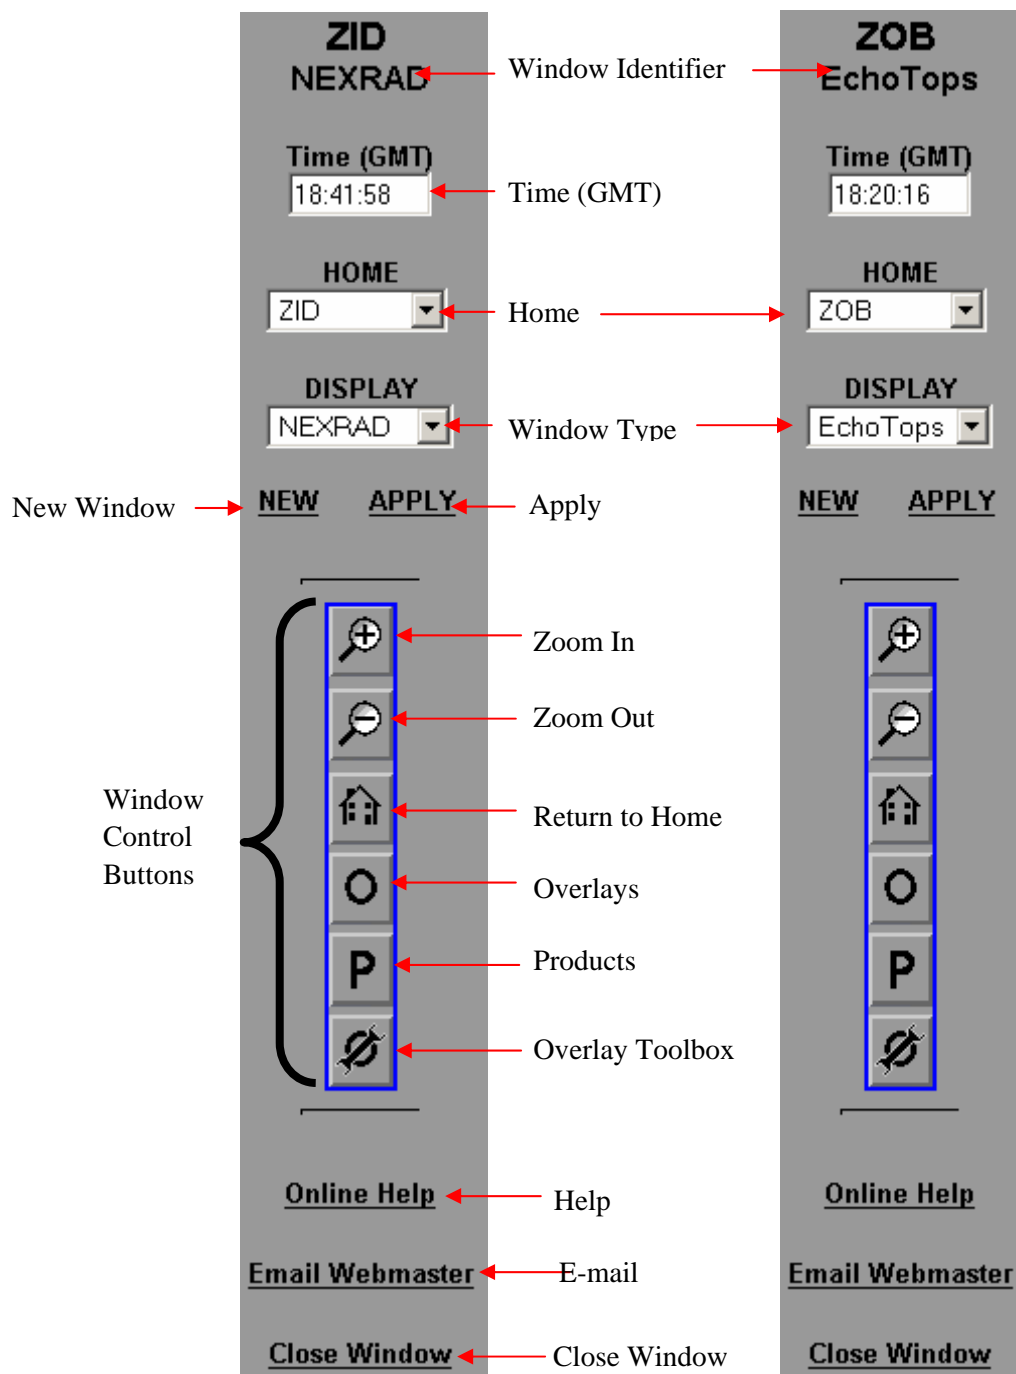 ZID
NEXRAD
Window Identifier
ZOB
EchoTops
Time (GMT)
18:41:58
Time (GMT)
Time (GMT)
18:20:16
HOME
ZID
Home
HOME
ZOB
DISPLAY
NEXRAD
Window Type
DISPLAY
EchoTops
New Window
NEW
APPLY
Apply
NEW
APPLY
Window
Control
Buttons
Zoom In
Zoom Out
Return to Home
O
Overlays
O
P
Products
P
Overlay Toolbox
Online Help
Help
Online Help
Email Webmaster
E-mail
Email Webmaster
Close Window
Close Window
Close Window